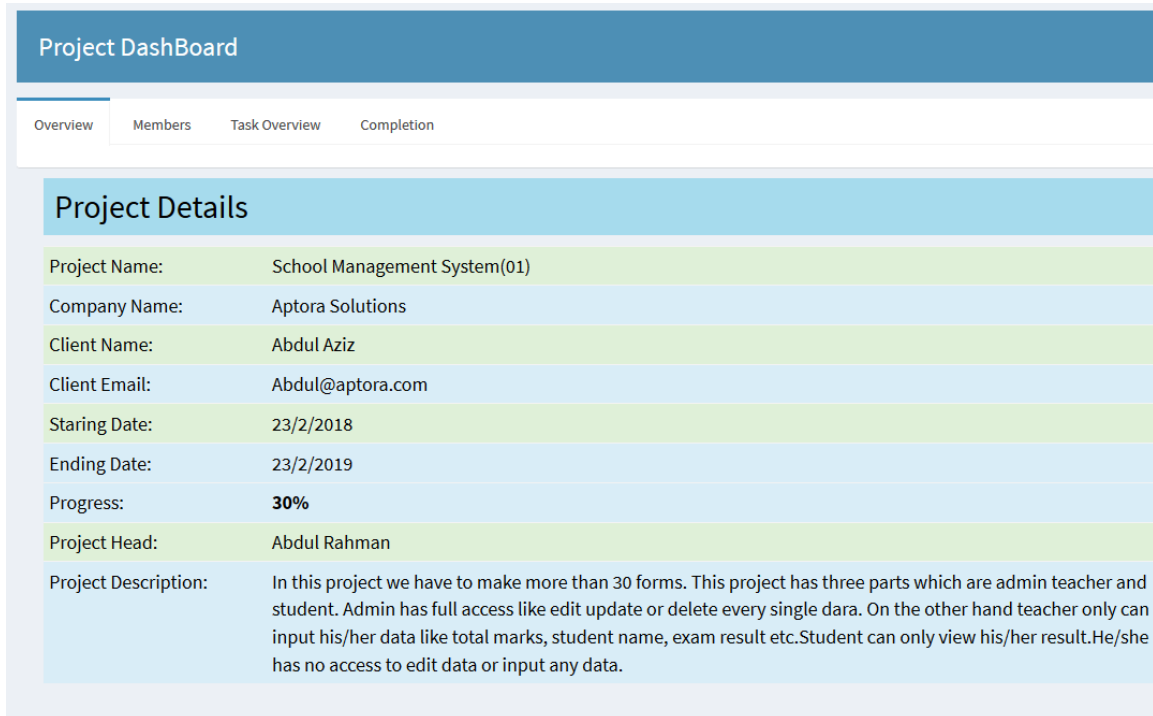 Project DashBoard
Overview Members Task Overview Completion
Project Details
Project Name: School Management System(01)
Company Name: Aptora Solutions
Client Name: Abdul Aziz
Client Email: Abdul@aptora.com
Staring Date: 23/2/2018
Ending Date: 23/2/2019
Progress: 30%
Project Head: Abdul Rahman
Project Description: In this project we have to make more than 30 forms. This project has three parts which are admin teacher and
student. Admin has full access like edit update or delete every single dara. On the other hand teacher only can
input his/her data like total marks, student name, exam result etc.Student can only view his/her result.He/she
has no access to edit data or input any data.